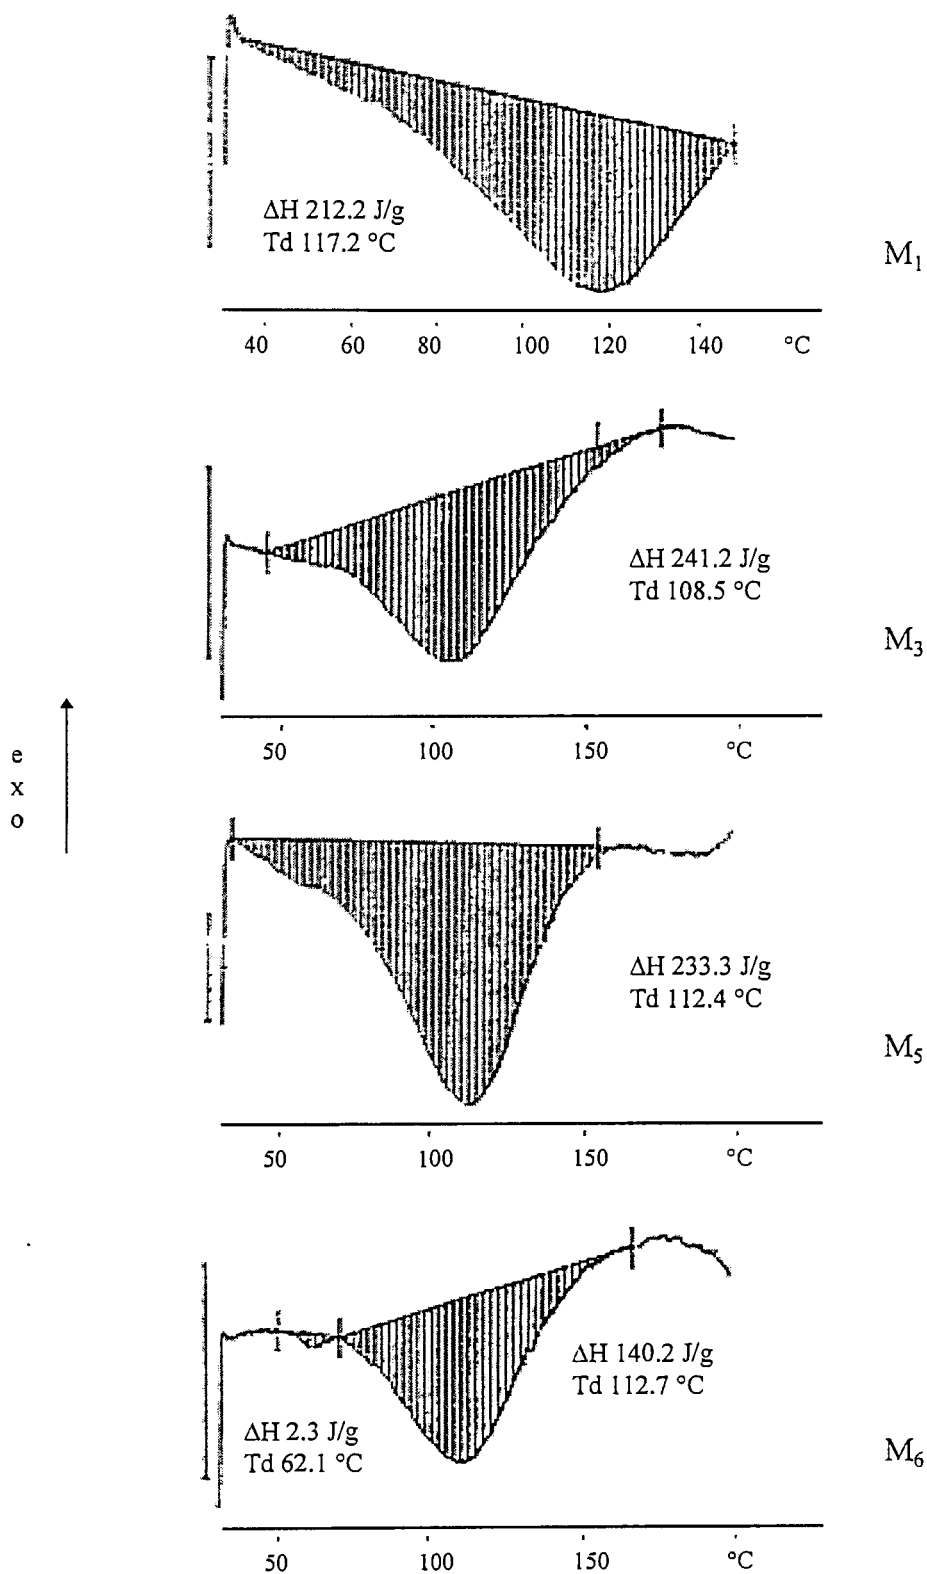 ΔH 212.2 J/g
Td 117.2 °C
M1
40 60 80 100 120 140 °C
ΔH 241.2 J/g
Td 108.5 °C
M3
50 100 150 °C
e
x
o
ΔH 233.3 J/g
Td 112.4 °C
M5
50 100 150 °C
ΔH 140.2 J/g
Td 112.7 °C
ΔH 2.3 J/g
Td 62.1 °C
M6
50 100 150 °C